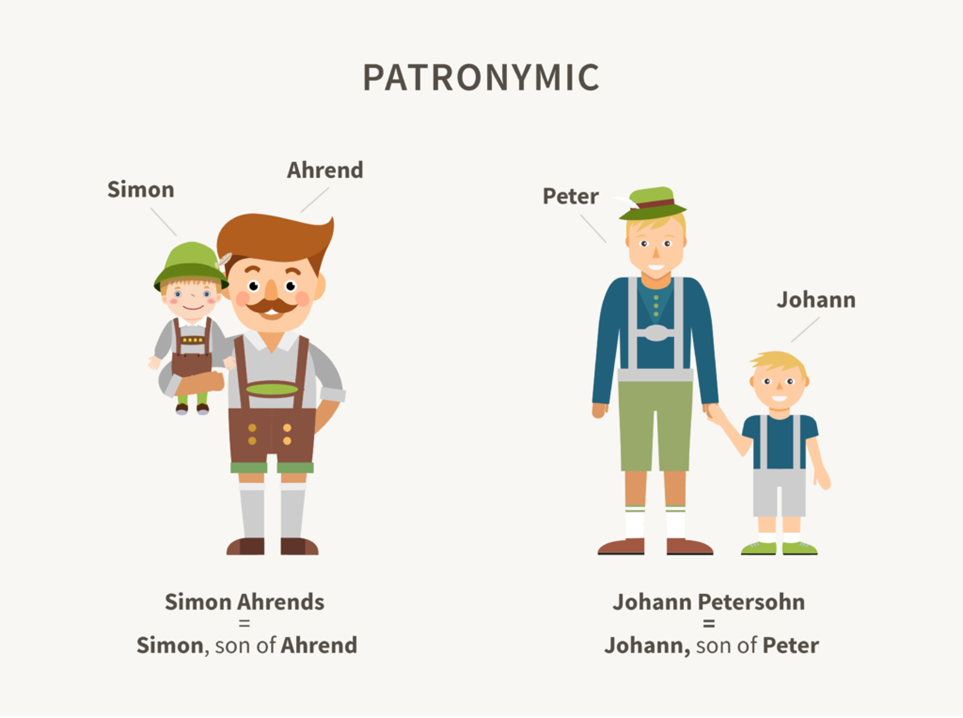 PATRONYMIC
Simon
Ahrend
Simon Ahrends
=
Simon, son of Ahrend
Peter
Johann
Johann Petersohn
=
Johann, son of Peter